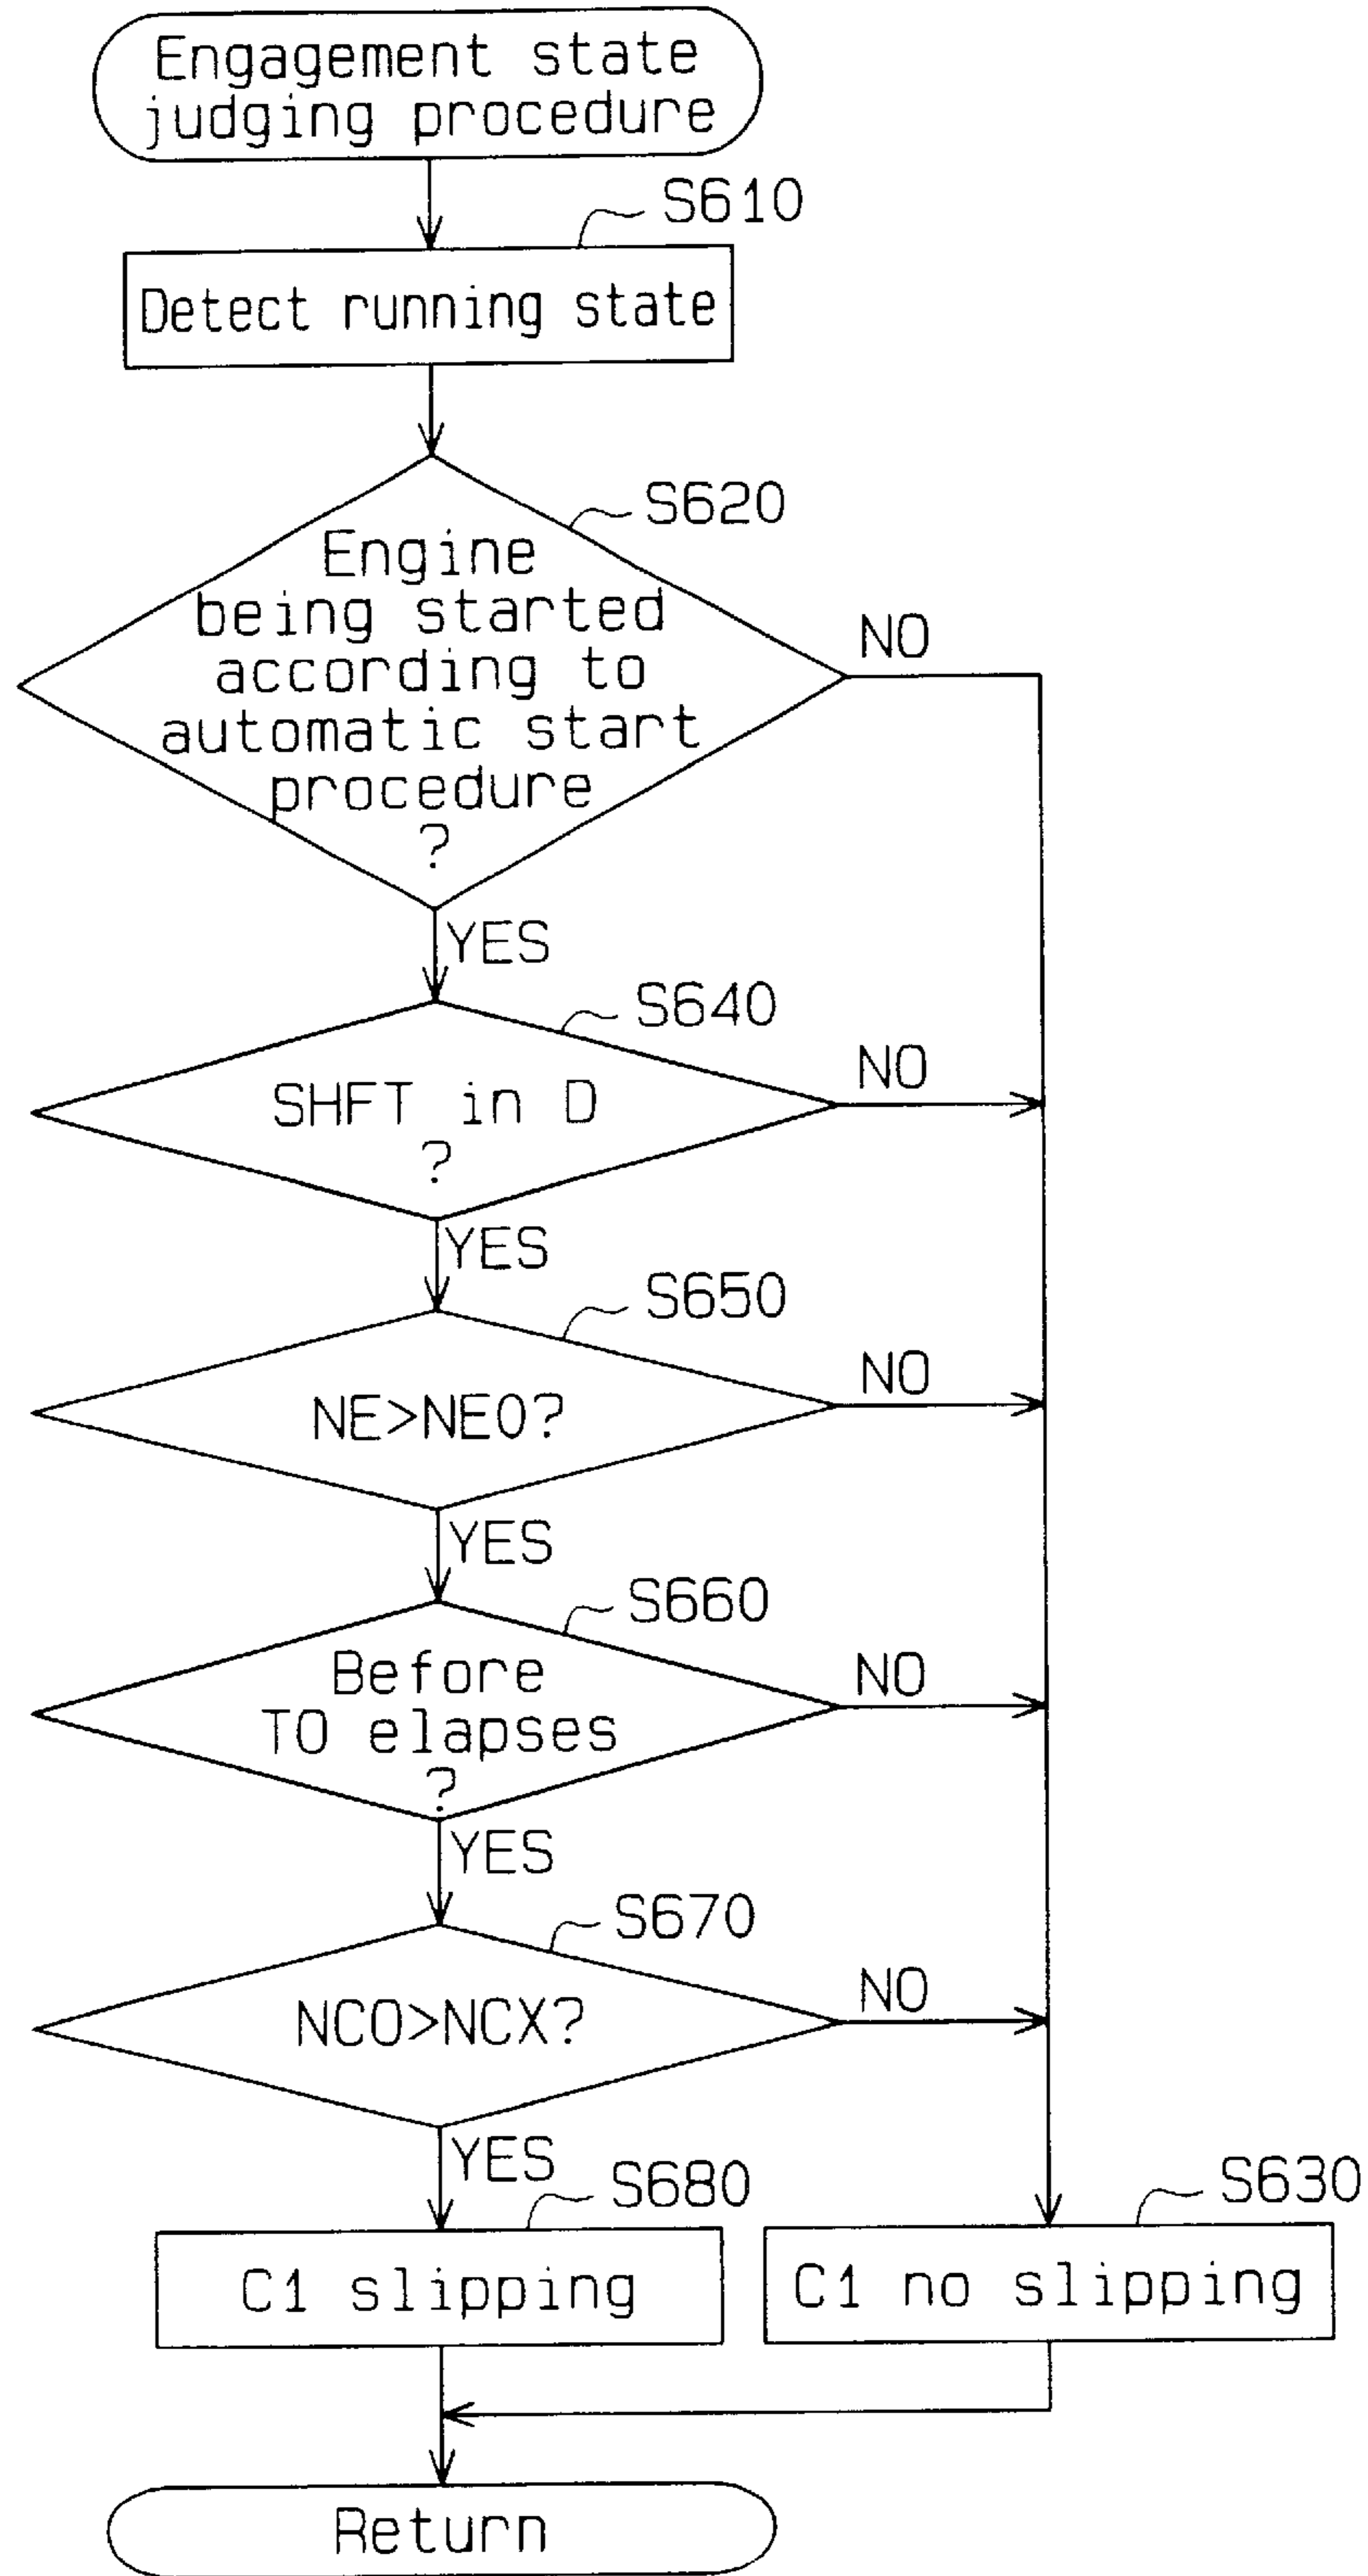 Engagement state
judging procedure
S610
Detect running state
S620
Engine
being started
according to
automatic start
procedure
?
NO
YES
S640
SHFT in D
?
NO
YES
S650
NE>NE0?
NO
YES
S660
Before
T0 elapses
?
NO
YES
S670
NC0>NCX?
NO
YES
S680
C1 slipping
S630
C1 no slipping
Return